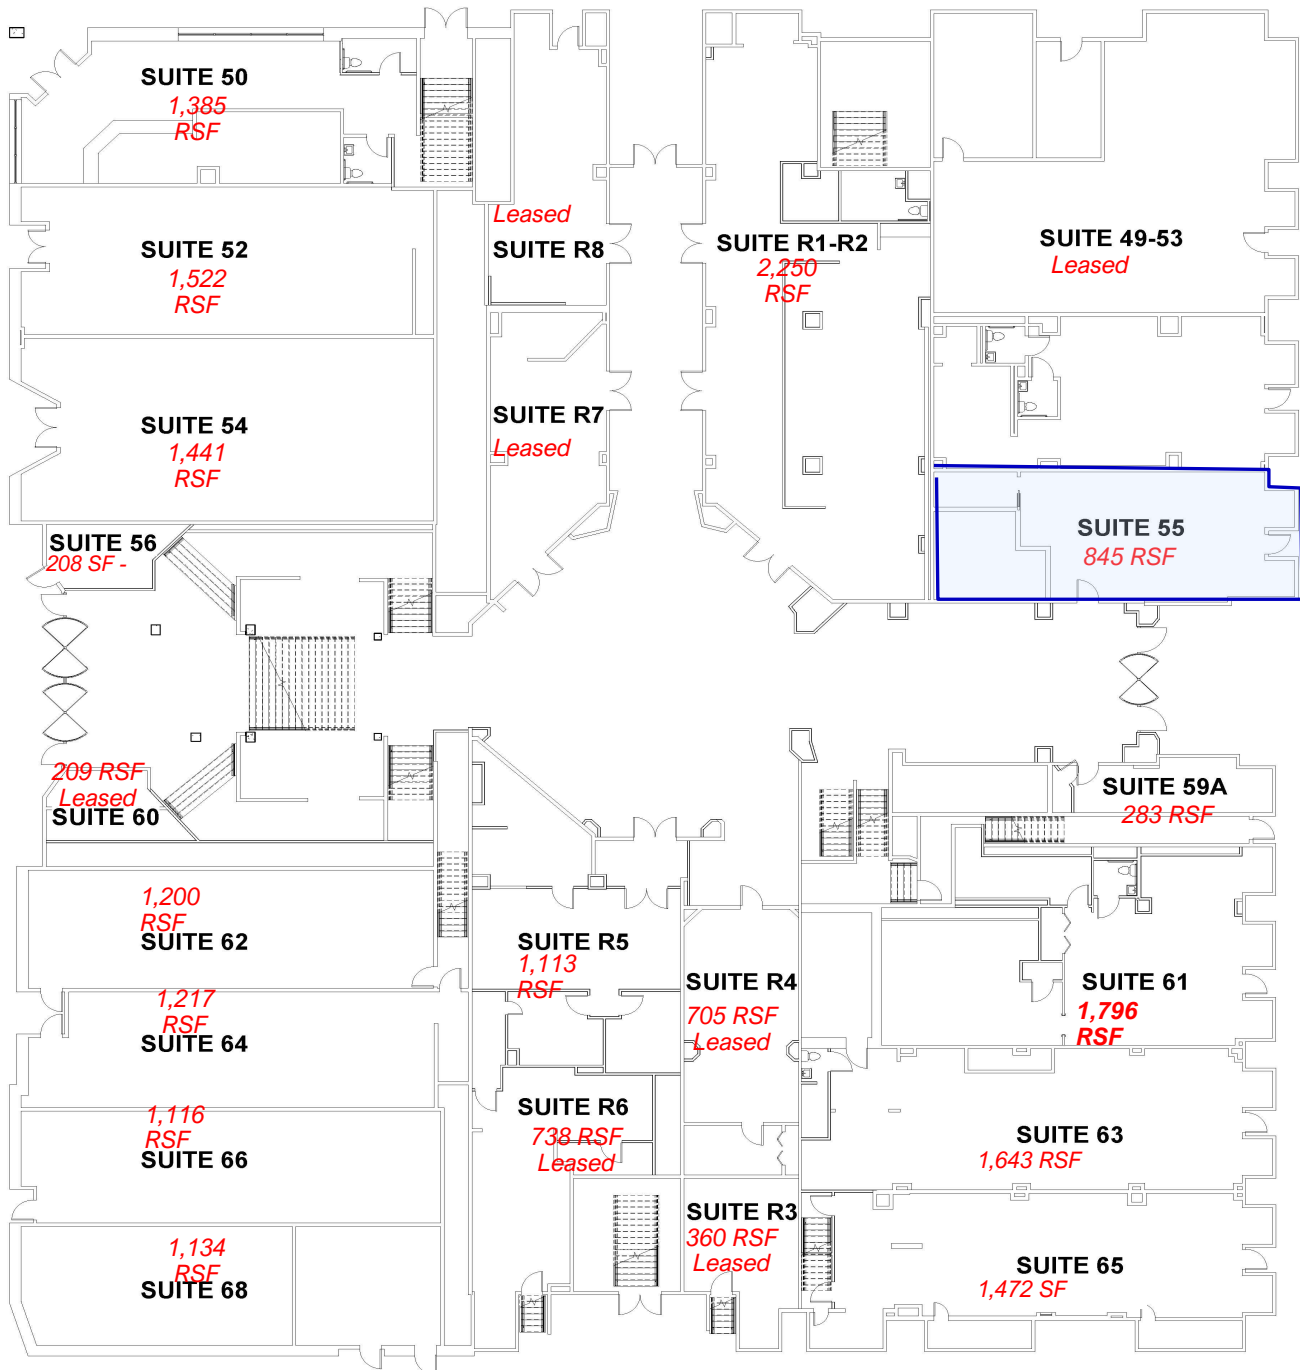 SUITE 50
1,385
RSF
SUITE 52
1,522
RSF
SUITE 54
1,441
RSF
SUITE 56
208 SF -
Leased
SUITE R8
SUITE R7
Leased
SUITE R1-R2
2,250
RSF
SUITE 49-53
Leased
SUITE 55
845 RSF
209 RSF
Leased
SUITE 60
1,200
RSF
SUITE 62
1,217
RSF
SUITE 64
1,116
RSF
SUITE 66
1,134
RSF
SUITE 68
SUITE R5
1,113
RSF
SUITE R6
738 RSF
Leased
SUITE R4
705 RSF
Leased
SUITE R3
360 RSF
Leased
SUITE 59A
283 RSF
SUITE 61
1,796
RSF
SUITE 63
1,643 RSF
SUITE 65
1,472 SF